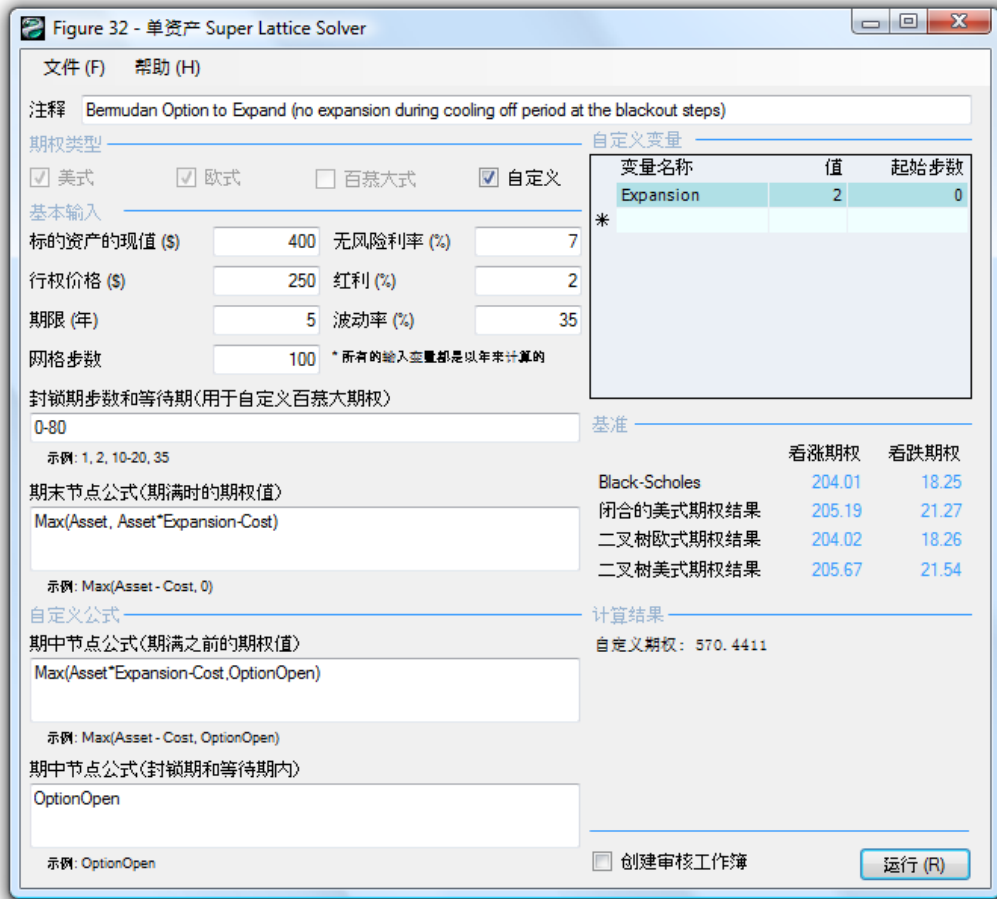 Figure 32 - 单资产 Super Lattice Solver
文件 (F) 帮助 (H)
注释 Bermudan Option to Expand (no expansion during cooling off period at the blackout steps)
期权类型
美式 欧式 百慕大式 自定义
基本输入
标的资产的现值 ($) 400 无风险利率 (%) 7
行权价格 ($) 250 红利 (%) 2
期限 (年) 5 波动率 (%) 35
网格步数 100 * 所有的输入变量都是以年来计算的
封锁期步数和等待期(用于自定义百慕大期权)
0-80
示例: 1, 2, 10-20, 35
期末节点公式(期满时的期权值)
Max(Asset, Asset*Expansion-Cost)
示例: Max(Asset - Cost, 0)
自定义公式
期中节点公式(期满之前的期权值)
Max(Asset*Expansion-Cost,OptionOpen)
示例: Max(Asset - Cost, OptionOpen)
期中节点公式(封锁期和等待期内)
OptionOpen
示例: OptionOpen
自定义变量
变量名称 值 起始步数
Expansion 2 0
*
基准
看涨期权 看跌期权
Black-Scholes 204.01 18.25
闭合的美式期权结果 205.19 21.27
二叉树欧式期权结果 204.02 18.26
二叉树美式期权结果 205.67 21.54
计算结果
自定义期权: 570.4411
创建审核工作簿 运行 (R)